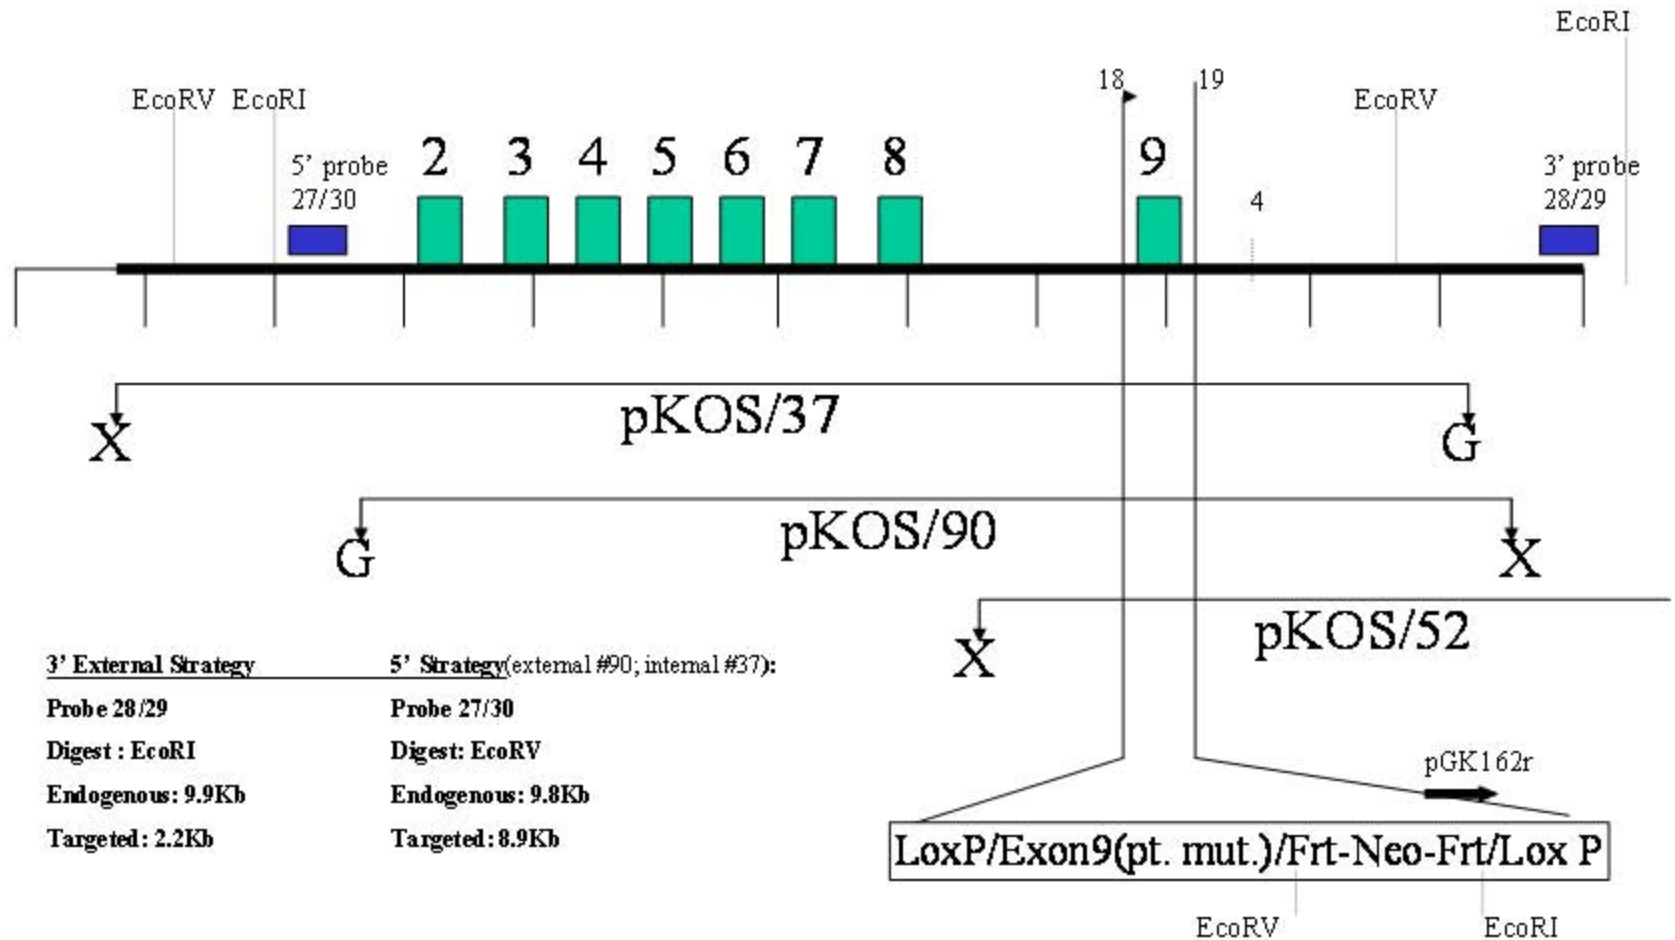 EcoRI
18
19
EcoRV EcoRI
EcoRV
5' probe
27/30
2 3 4 5 6 7 8 9
3' probe
28/29
4
pKOS/37
X
G
pKOS/90
G
X
pKOS/52
X
3' External Strategy
Probe 28/29
Digest : EcoRI
Endogenous: 9.9Kb
Targeted: 2.2Kb
5' Strategy(external #90; internal #37):
Probe 27/30
Digest: EcoRV
Endogenous: 9.8Kb
Targeted: 8.9Kb
pGK162r
LoxP/Exon9(pt. mut.)/Frt-Neo-Frt/Lox P
EcoRV
EcoRI